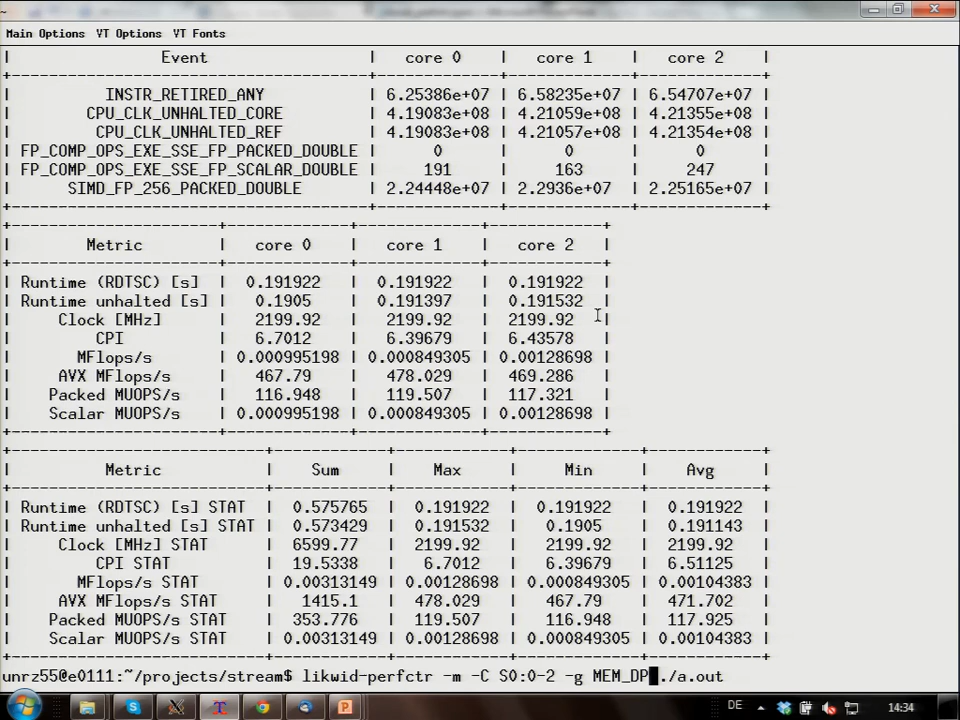 ~
Main Options VT Options VT Fonts
| Event | core 0 | core 1 | core 2 |
| INSTR_RETIRED_ANY | 6.25386e+07 | 6.58235e+07 | 6.54707e+07 |
| CPU_CLK_UNHALTED_CORE | 4.19083e+08 | 4.21059e+08 | 4.21355e+08 |
| CPU_CLK_UNHALTED_REF | 4.19083e+08 | 4.21057e+08 | 4.21354e+08 |
| FP_COMP_OPS_EXE_SSE_FP_PACKED_DOUBLE | 0 | 0 | 0 |
| FP_COMP_OPS_EXE_SSE_FP_SCALAR_DOUBLE | 191 | 163 | 247 |
| SIMD_FP_256_PACKED_DOUBLE | 2.24448e+07 | 2.2936e+07 | 2.25165e+07 |
| Metric | core 0 | core 1 | core 2 |
| Runtime (RDTSC) [s] | 0.191922 | 0.191922 | 0.191922 |
| Runtime unhalted [s] | 0.1905 | 0.191397 | 0.191532 |
| Clock [MHz] | 2199.92 | 2199.92 | 2199.92 |
| CPI | 6.7012 | 6.39679 | 6.43578 |
| MFlops/s | 0.000995198 | 0.000849305 | 0.00128698 |
| AVX MFlops/s | 467.79 | 478.029 | 469.286 |
| Packed MUOPS/s | 116.948 | 119.507 | 117.321 |
| Scalar MUOPS/s | 0.000995198 | 0.000849305 | 0.00128698 |
| Metric | Sum | Max | Min | Avg |
| Runtime (RDTSC) [s] STAT | 0.575765 | 0.191922 | 0.191922 | 0.191922 |
| Runtime unhalted [s] STAT | 0.573429 | 0.191532 | 0.1905 | 0.191143 |
| Clock [MHz] STAT | 6599.77 | 2199.92 | 2199.92 | 2199.92 |
| CPI STAT | 19.5338 | 6.7012 | 6.39679 | 6.51125 |
| MFlops/s STAT | 0.00313149 | 0.00128698 | 0.000849305 | 0.00104383 |
| AVX MFlops/s STAT | 1415.1 | 478.029 | 467.79 | 471.702 |
| Packed MUOPS/s STAT | 353.776 | 119.507 | 116.948 | 117.925 |
| Scalar MUOPS/s STAT | 0.00313149 | 0.00128698 | 0.000849305 | 0.00104383 |
unrz55@e0111:~/projects/stream$ likwid-perfctr -m -C S0:0-2 -g MEM_DP ./a.out
DE 14:34